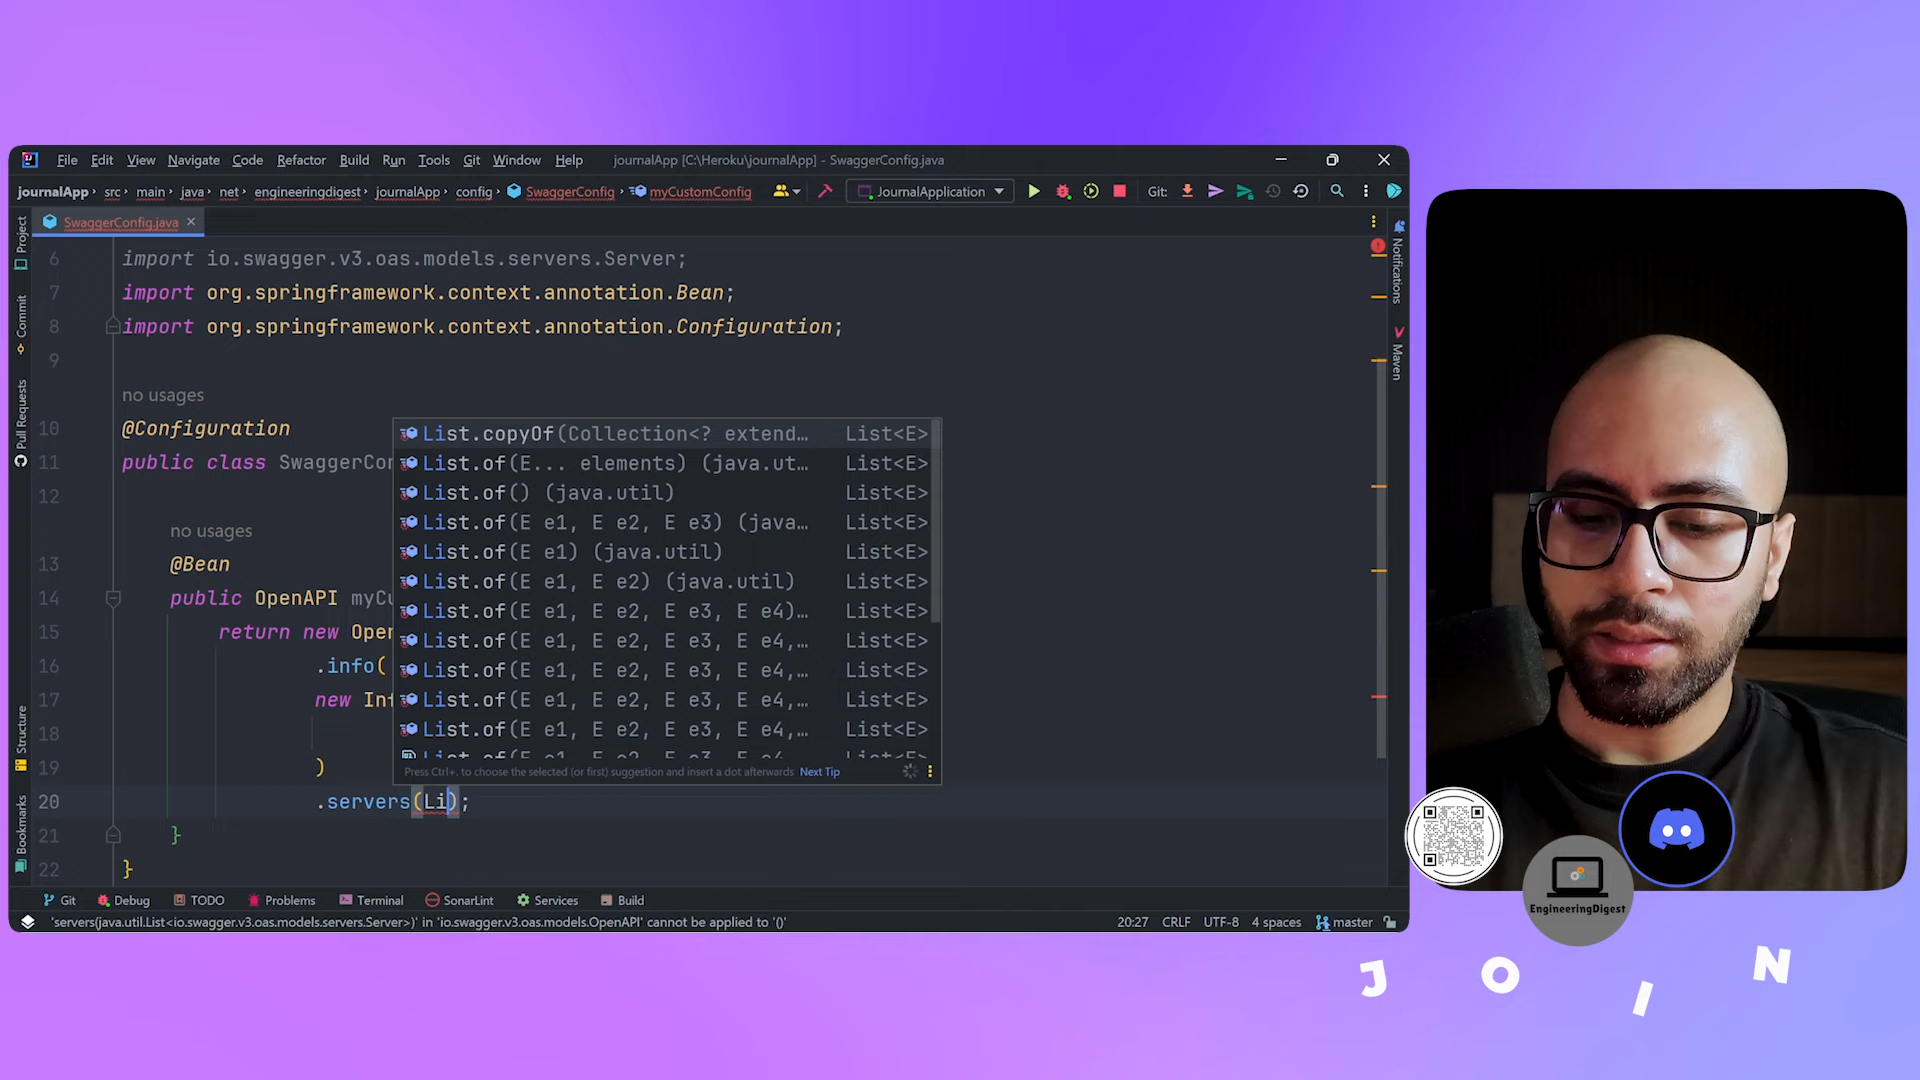 File Edit View Navigate Code Refactor Build Run Tools Git Window Help journalApp [C:\Heroku\journalApp] - SwaggerConfig.java
journalApp src main java net engineeringdigest journalApp config SwaggerConfig myCustomConfig JournalApplication Git:
SwaggerConfig.java
Project
Commit
Pull Requests
Structure
Bookmarks
Notifications
Maven
6 import io.swagger.v3.oas.models.servers.Server;
7 import org.springframework.context.annotation.Bean;
8 import org.springframework.context.annotation.Configuration;
9
no usages
10 @Configuration
11 public class SwaggerCon
12
no usages
13 @Bean
14 public OpenAPI myCu
15 return new Open
16 .info(
17 new Inf
18
19 )
20 .servers(Li);
21 }
22 }
List.copyOf(Collection<? extend… List<E>
List.of(E... elements) (java.ut… List<E>
List.of() (java.util) List<E>
List.of(E e1, E e2, E e3) (java… List<E>
List.of(E e1) (java.util) List<E>
List.of(E e1, E e2) (java.util) List<E>
List.of(E e1, E e2, E e3, E e4)… List<E>
List.of(E e1, E e2, E e3, E e4,… List<E>
List.of(E e1, E e2, E e3, E e4,… List<E>
List.of(E e1, E e2, E e3, E e4,… List<E>
List.of(E e1, E e2, E e3, E e4,… List<E>
List.of(E e1, E e2, E e3, E e4,… List<E>
Press Ctrl+. to choose the selected (or first) suggestion and insert a dot afterwards Next Tip
Git Debug TODO Problems Terminal SonarLint Services Build
'servers(java.util.List<io.swagger.v3.oas.models.servers.Server>)' in 'io.swagger.v3.oas.models.OpenAPI' cannot be applied to '()' 20:27 CRLF UTF-8 4 spaces master
EngineeringDigest
JOIN